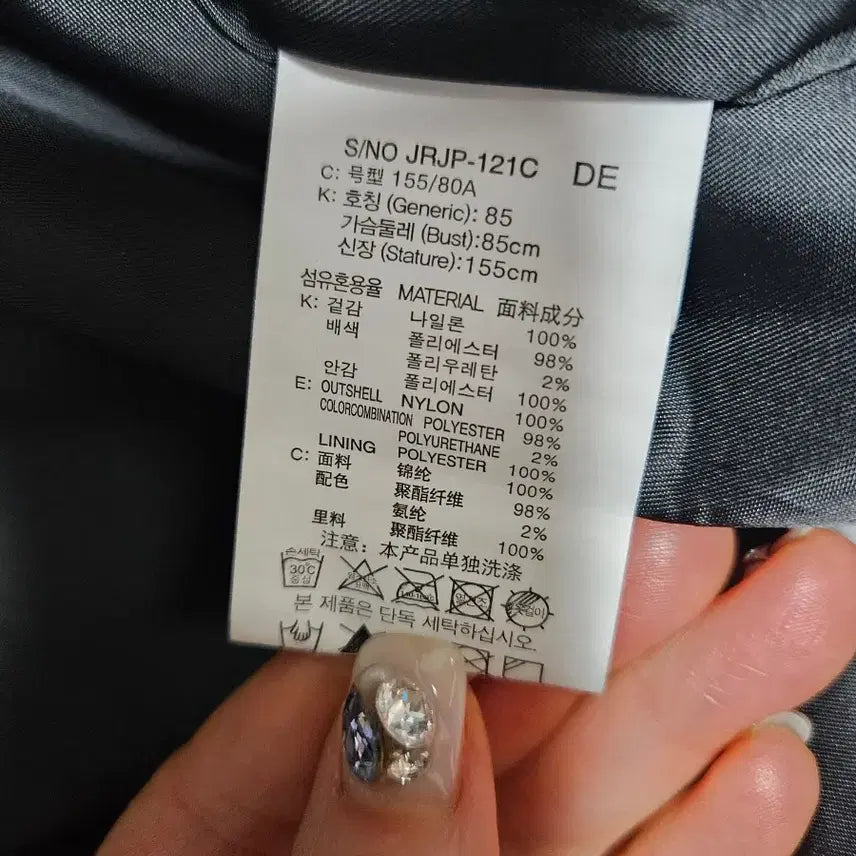 S/NO JRJP-121C DE
C: 号型 155/80A
K: 호칭 (Generic): 85
가슴둘레 (Bust):85cm
신장 (Stature):155cm
섬유혼용율 MATERIAL 面料成分
K: 겉감 나일론 100%
배색 폴리에스터 98%
폴리우레탄 2%
안감 폴리에스터 100%
E: OUTSHELL NYLON 100%
COLORCOMBINATION POLYESTER 98%
POLYURETHANE 2%
LINING POLYESTER 100%
C: 面料 锦纶 100%
配色 聚酯纤维 98%
氨纶 2%
里料 聚酯纤维 100%
注意: 本产品单独洗涤
손세탁 30℃ 중성
본 제품은 단독 세탁하십시오.